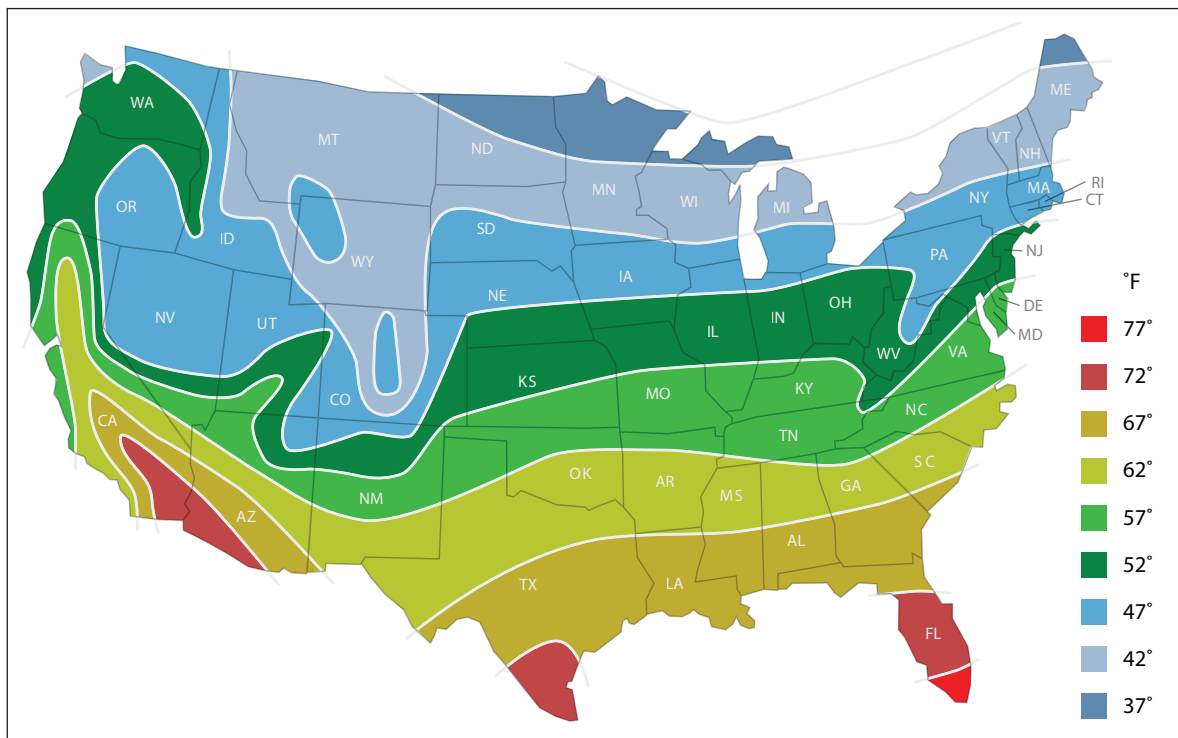 WA
MT
ME
ND
VT
NH
MN
OR
WI
MI
NY
MA
RI
CT
ID
SD
WY
PA
NJ
IA
NE
OH
NV
UT
IN
IL
DE
MD
WV
VA
KS
CO
MO
KY
NC
CA
TN
SC
OK
AR
NM
MS
GA
AZ
AL
TX
LA
FL
˚F
77˚
72˚
67˚
62˚
57˚
52˚
47˚
42˚
37˚